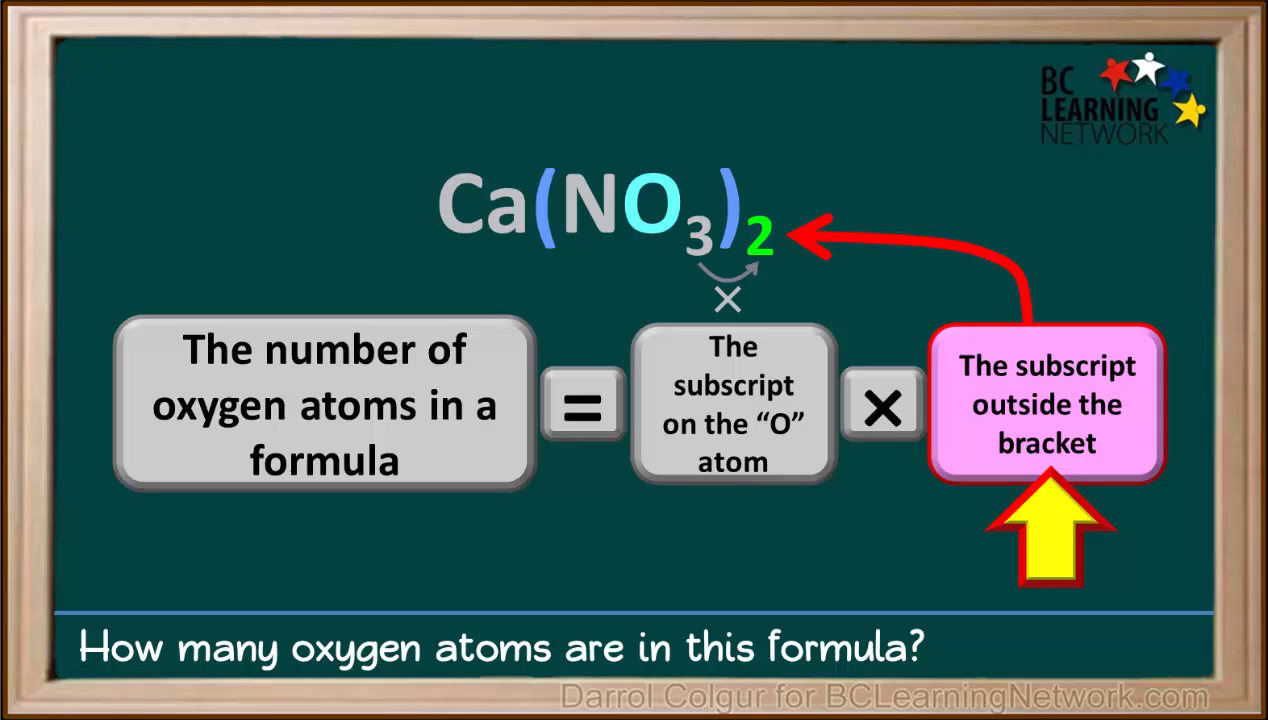 BC
LEARNING
NETWORK
Ca(NO₃)₂
×
The number of
oxygen atoms in a
formula
=
The
subscript
on the “O”
atom
×
The subscript
outside the
bracket
How many oxygen atoms are in this formula?
Darrol Colgur for BCLearningNetwork.com